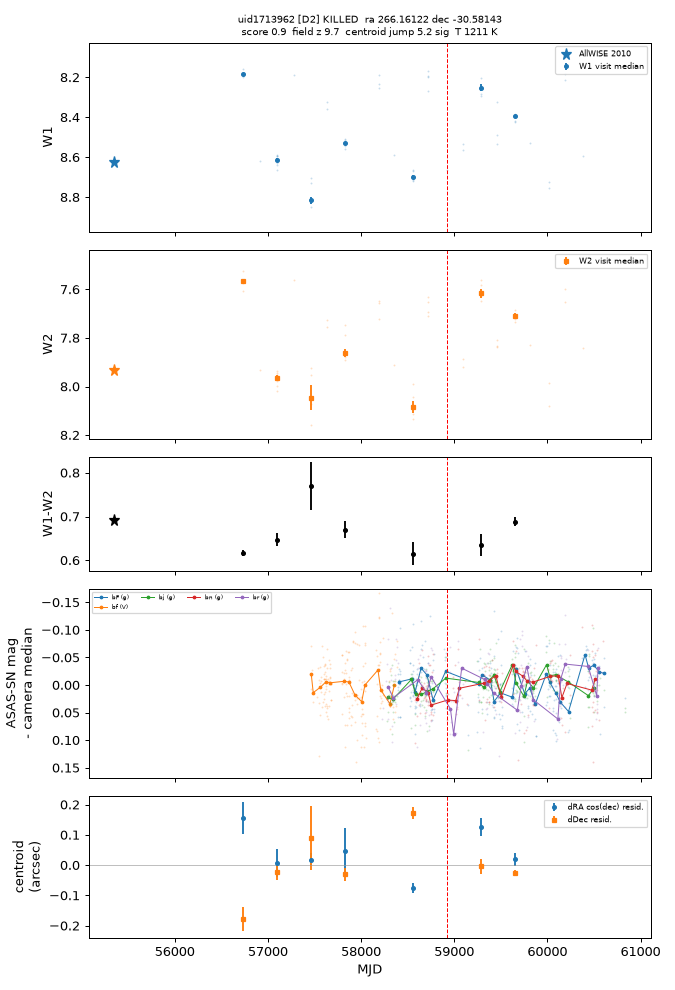 uid1713962 [D2] KILLED ra 266.16122 dec -30.58143
score 0.9 field z 9.7 centroid jump 5.2 sig T 1211 K
AllWISE 2010
W1 visit median
8.2
8.4
8.6
8.8
W1
W2 visit median
7.6
7.8
8.0
8.2
W2
0.8
0.7
0.6
W1-W2
bF (g)
bj (g)
bn (g)
br (g)
bf (V)
−0.15
−0.10
−0.05
0.00
0.05
0.10
0.15
ASAS-SN mag
- camera median
dRA cos(dec) resid.
dDec resid.
0.2
0.1
0.0
−0.1
−0.2
centroid
(arcsec)
56000 57000 58000 59000 60000 61000
MJD